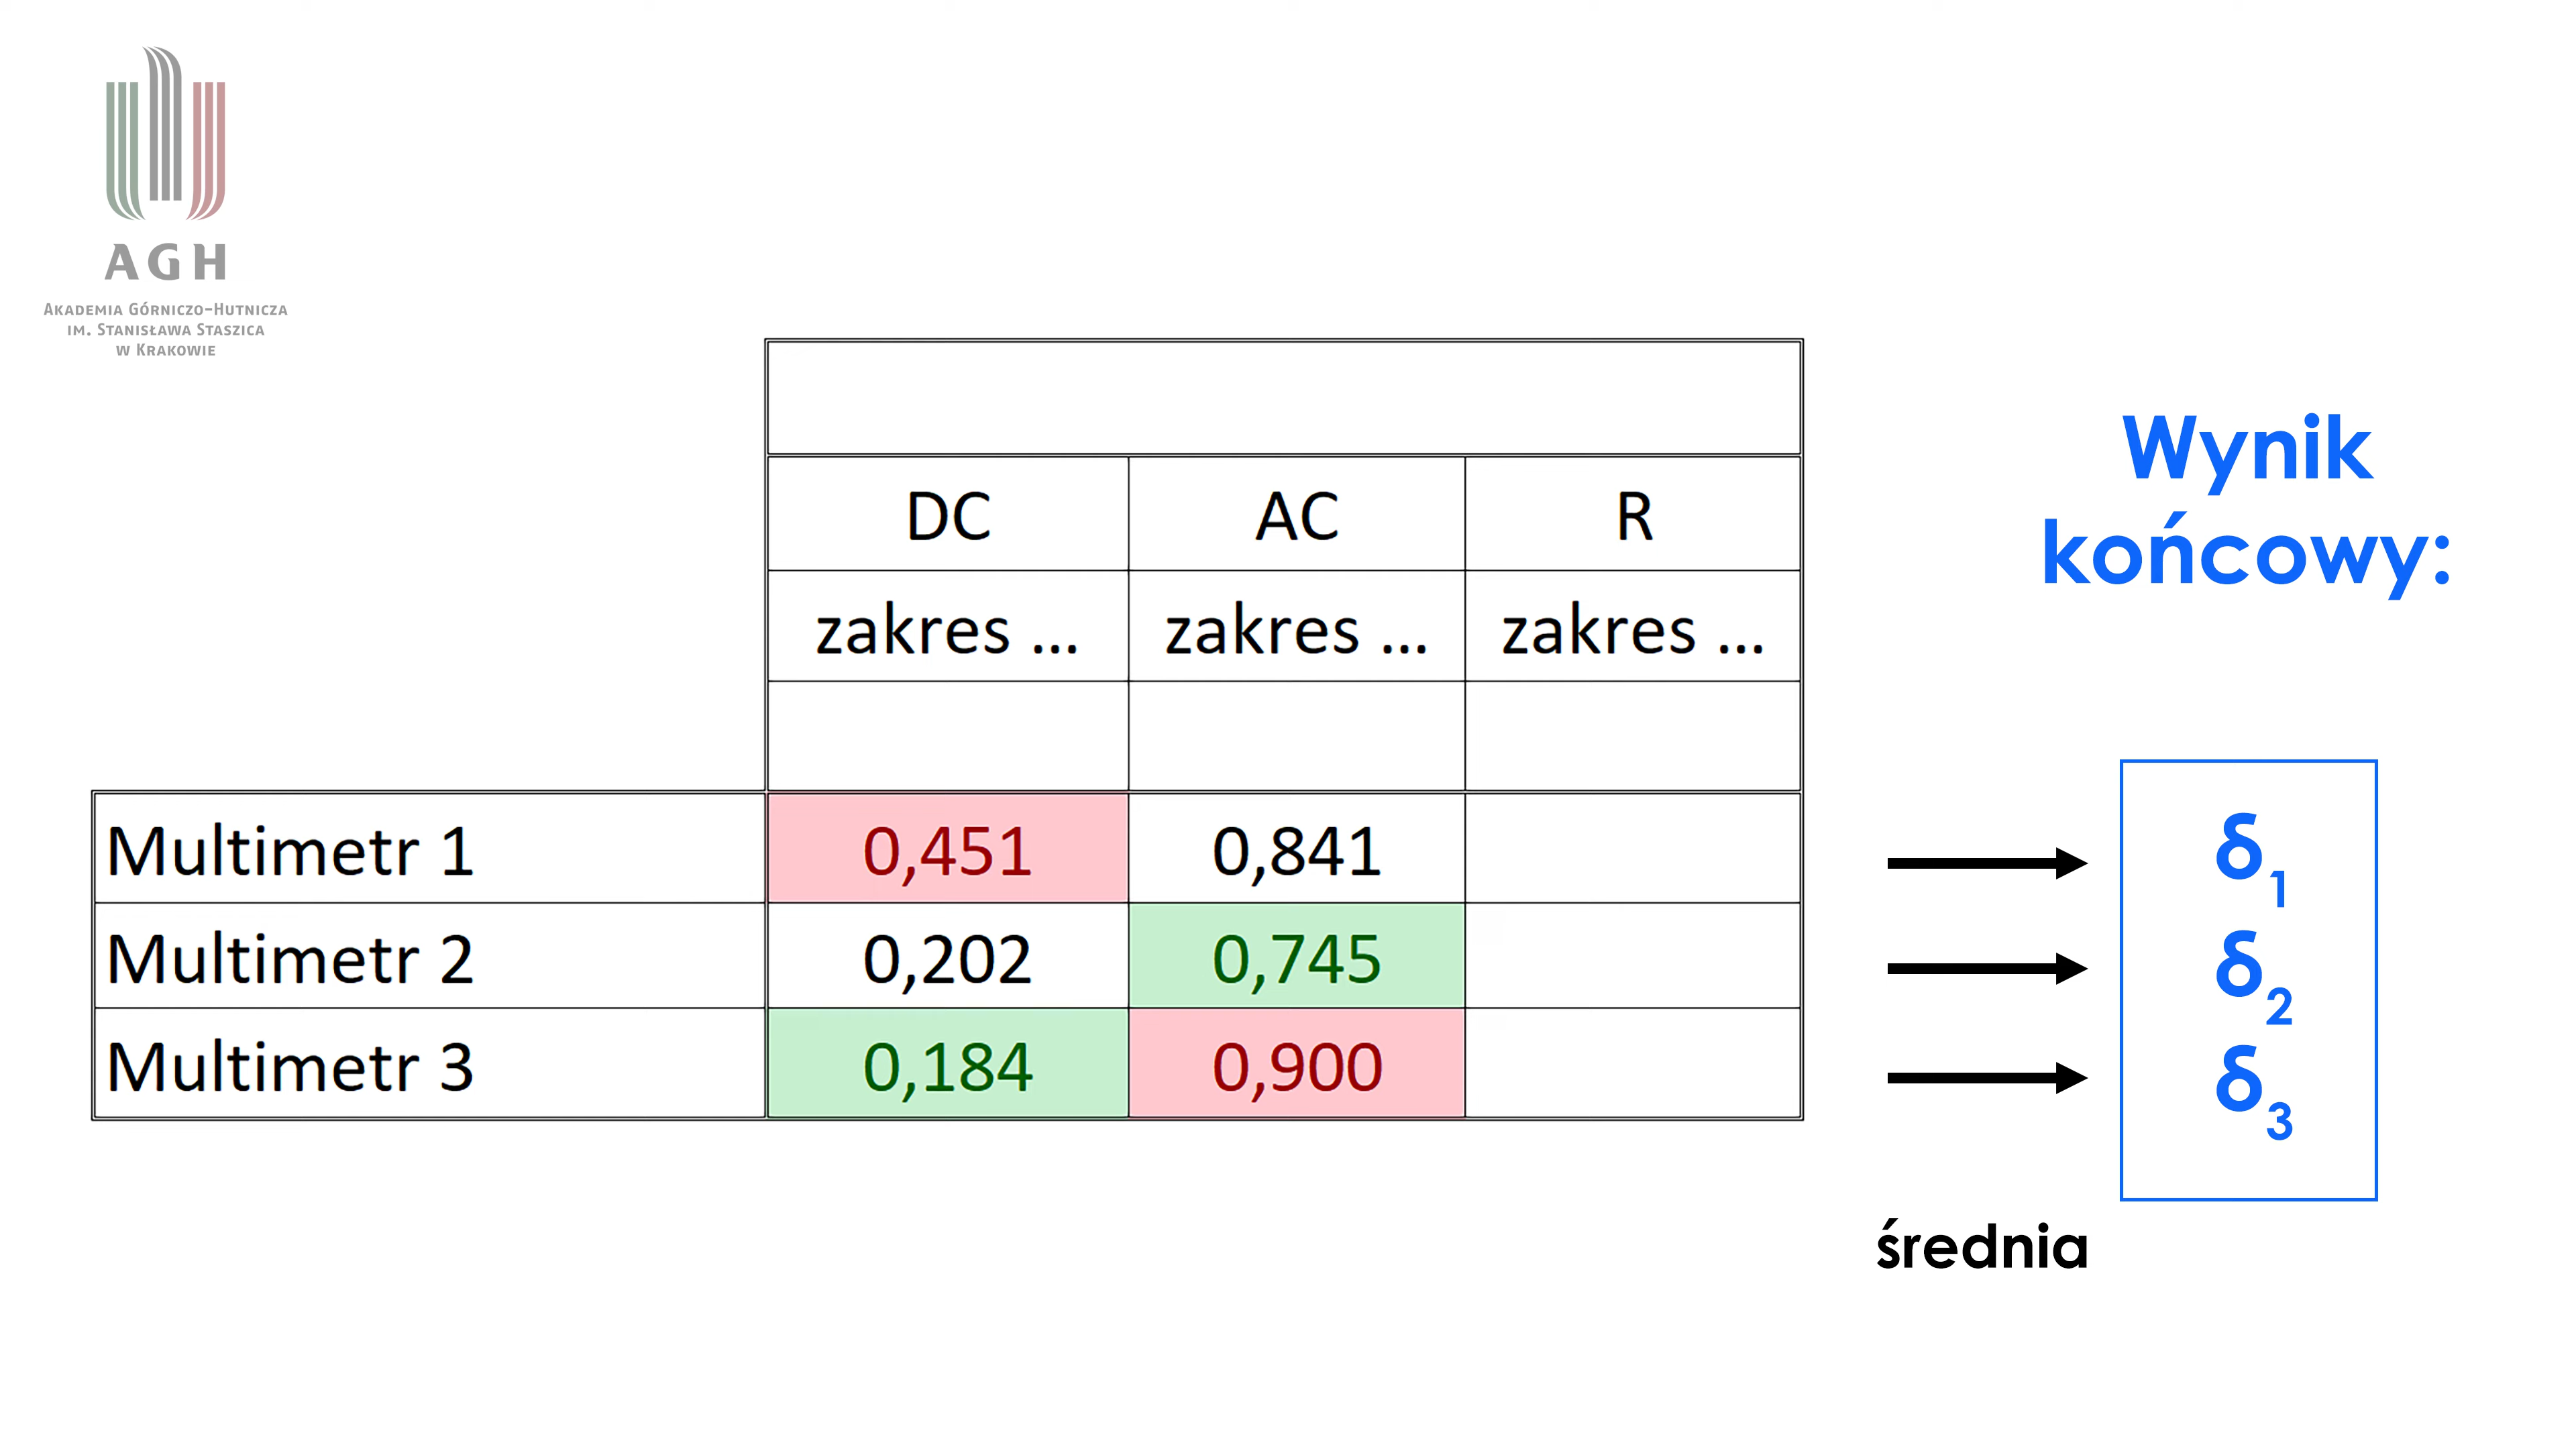 AGH
Akademia Górniczo-Hutnicza
im. Stanisława Staszica
w Krakowie
Wynik
końcowy:
DC AC R
zakres ... zakres ... zakres ...
Multimetr 1 0,451 0,841
Multimetr 2 0,202 0,745
Multimetr 3 0,184 0,900
δ1
δ2
δ3
średnia